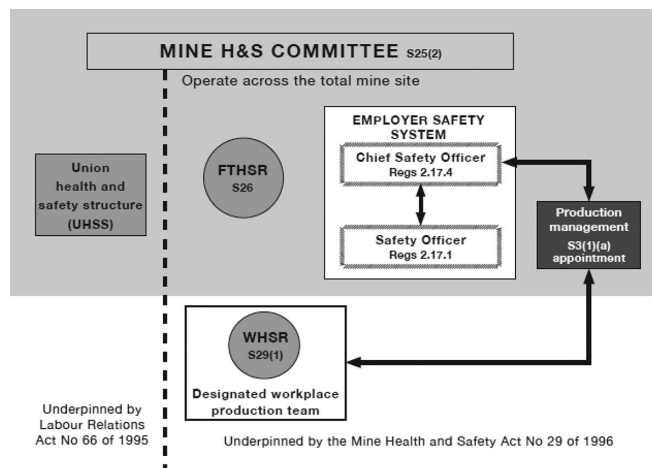 MINE H&S COMMITTEE S25(2)
Operate across the total mine site
EMPLOYER SAFETY
SYSTEM
Chief Safety Officer
Regs 2.17.4
Safety Officer
Regs 2.17.1
Union
health and
safety structure
(UHSS)
FTHSR
S26
Production
management
S3(1)(a)
appointment
WHSR
S29(1)
Designated workplace
production team
Underpinned by
Labour Relations
Act No 66 of 1995
Underpinned by the Mine Health and Safety Act No 29 of 1996